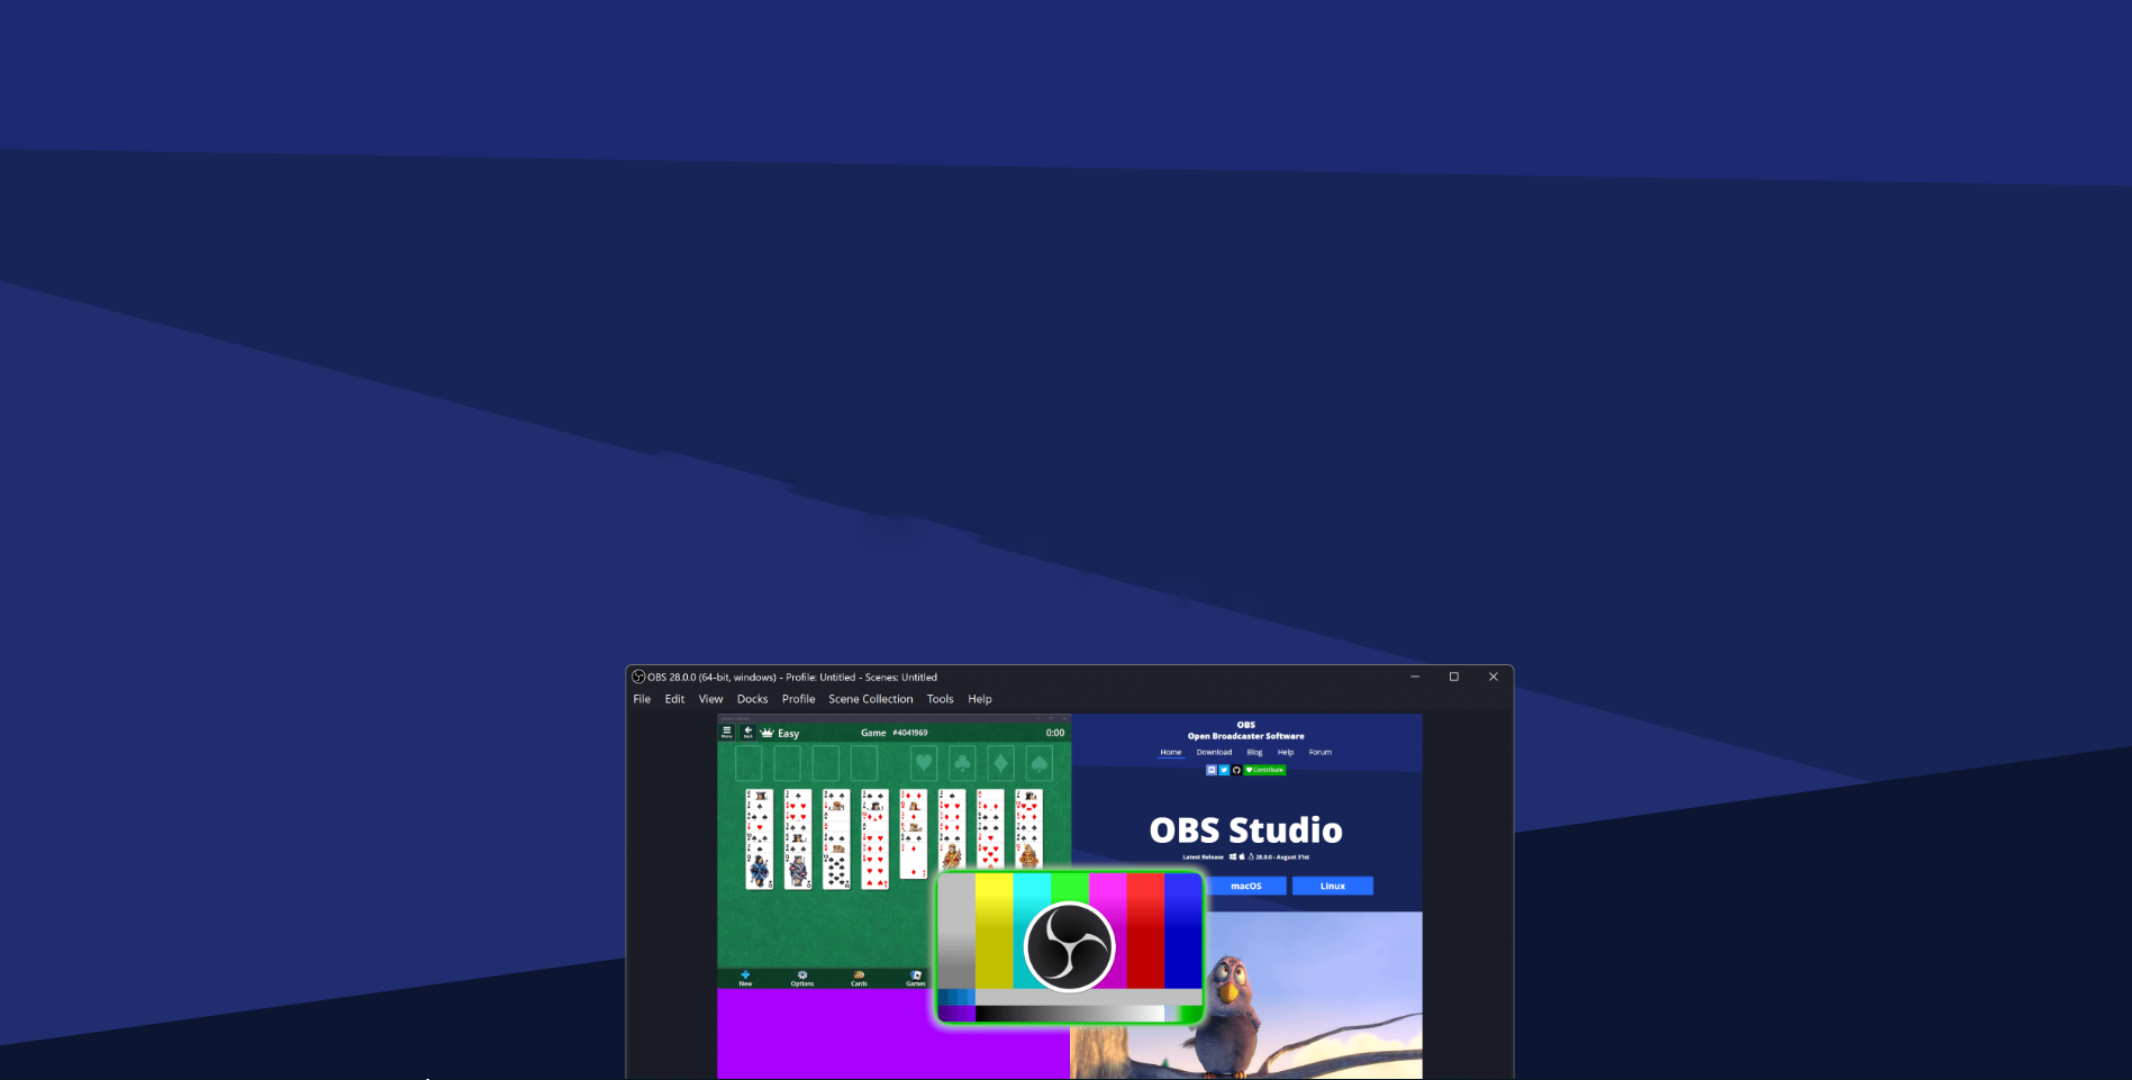 OBS 28.0.0 (64-bit, windows) - Profile: Untitled - Scenes: Untitled
File Edit View Docks Profile Scene Collection Tools Help
Menu Back Easy Game #4041969 0:00
New Options Cards Games
OBS
Open Broadcaster Software
Home Download Blog Help Forum
Contribute
OBS Studio
Latest Release 28.0.0 - August 31st
macOS Linux